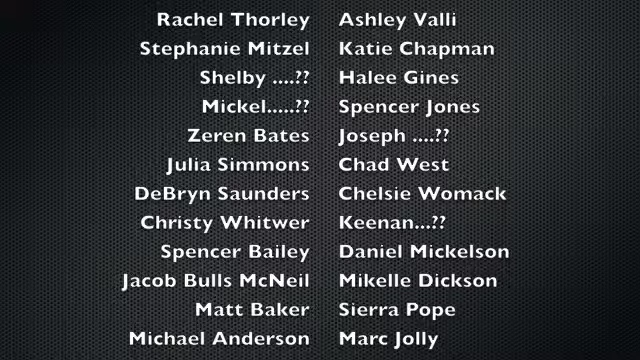 Rachel Thorley Ashley Valli
Stephanie Mitzel Katie Chapman
Shelby ....?? Halee Gines
Mickel.....?? Spencer Jones
Zeren Bates Joseph ....??
Julia Simmons Chad West
DeBryn Saunders Chelsie Womack
Christy Whitwer Keenan...??
Spencer Bailey Daniel Mickelson
Jacob Bulls McNeil Mikelle Dickson
Matt Baker Sierra Pope
Michael Anderson Marc Jolly